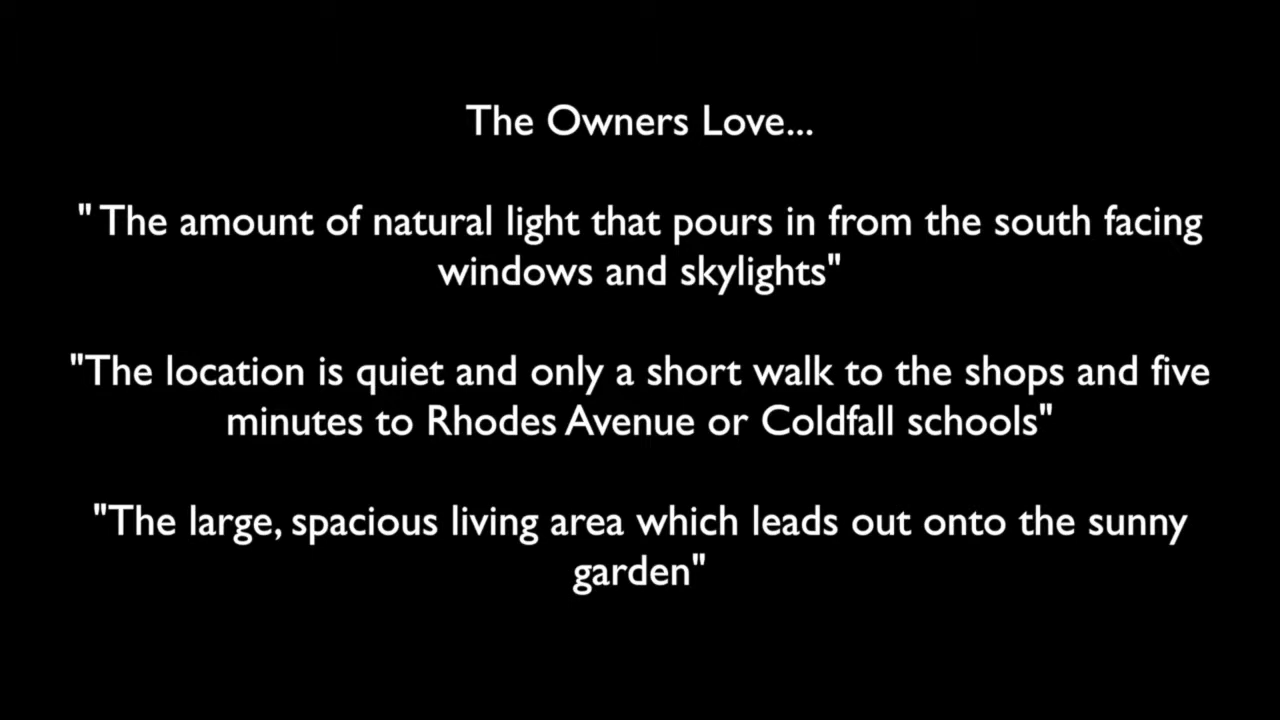 The Owners Love...
" The amount of natural light that pours in from the south facing
windows and skylights"
"The location is quiet and only a short walk to the shops and five
minutes to Rhodes Avenue or Coldfall schools"
"The large, spacious living area which leads out onto the sunny
garden"